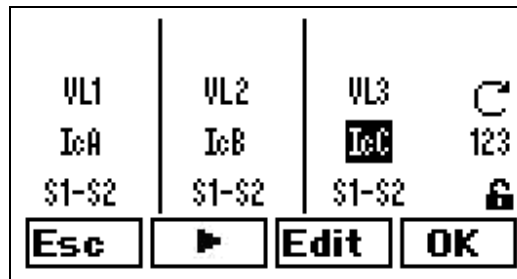 VL1 VL2 VL3
IcA IcB IcC 123
S1-S2 S1-S2 S1-S2
Esc Edit OK